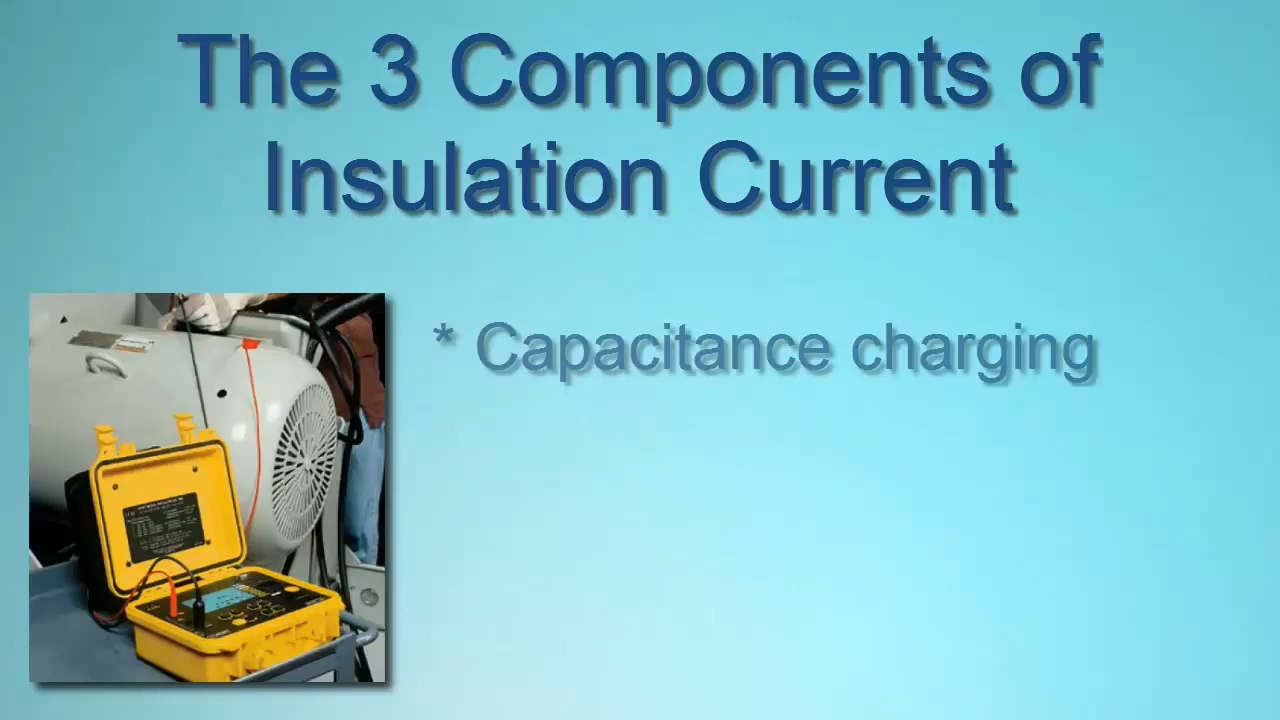 The 3 Components of
Insulation Current
* Capacitance charging